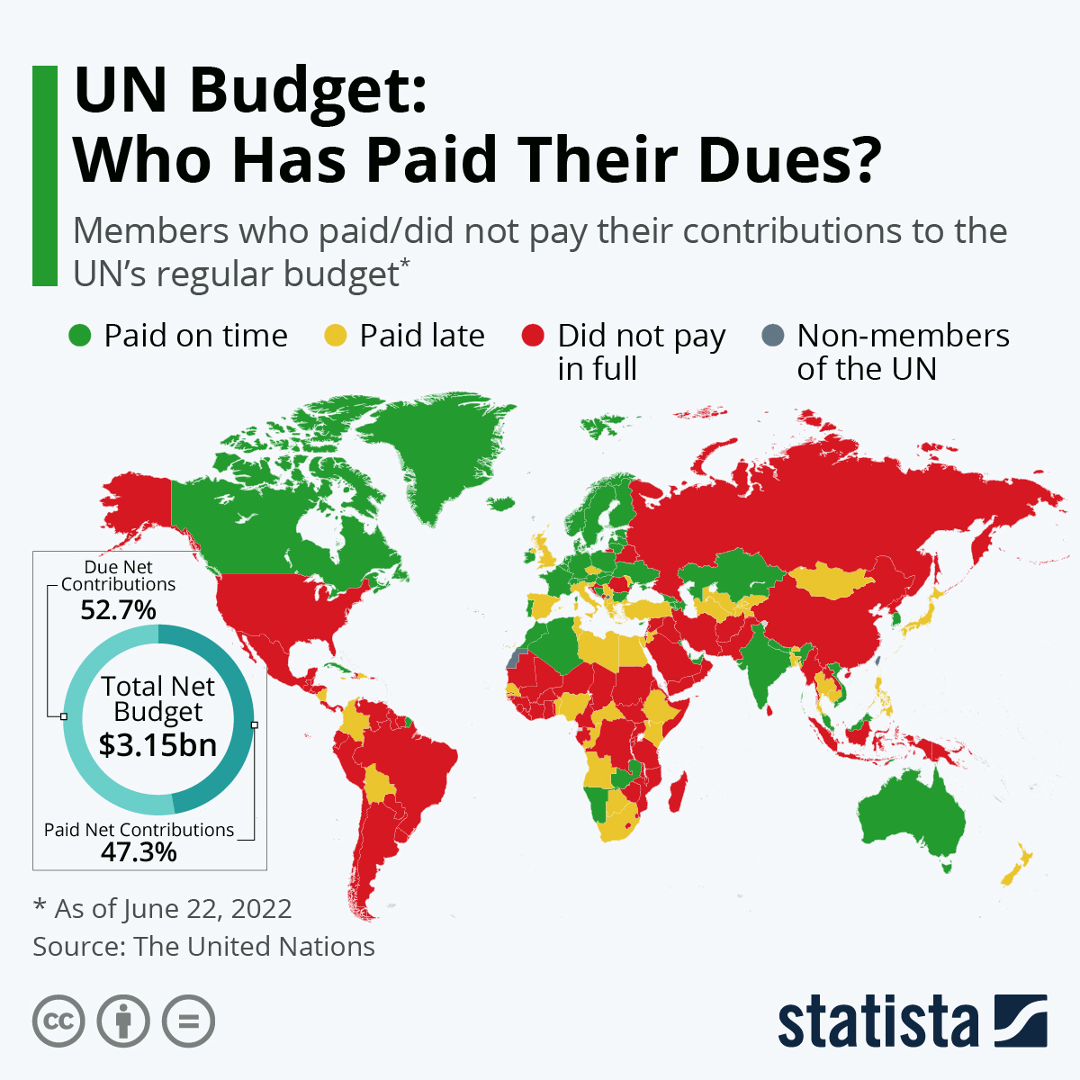 UN Budget:
Who Has Paid Their Dues?
Members who paid/did not pay their contributions to the
UN's regular budget*
Paid on time
Paid late
Did not pay
in full
Non-members
of the UN
Due Net
Contributions
52.7%
Total Net
Budget
$3.15bn
Paid Net Contributions
47.3%
* As of June 22, 2022
Source: The United Nations
cc
=
statista